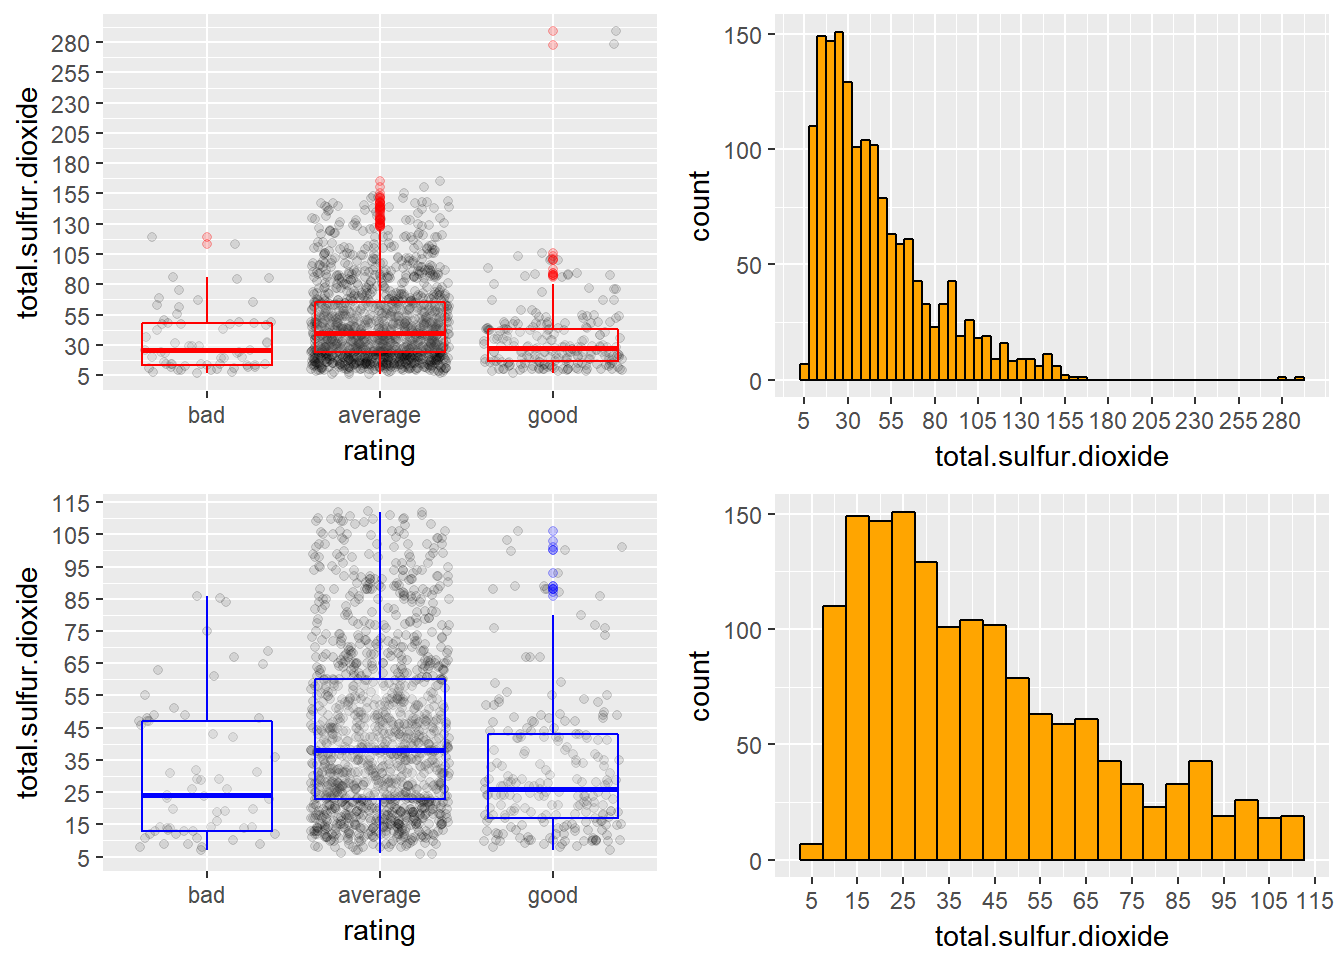 total.sulfur.dioxide
280
255
230
205
180
155
130
105
80
55
30
5
bad average good
rating
count
150
100
50
0
5 30 55 80 105 130 155 180 205 230 255 280
total.sulfur.dioxide
total.sulfur.dioxide
115
105
95
85
75
65
55
45
35
25
15
5
bad average good
rating
count
150
100
50
0
5 15 25 35 45 55 65 75 85 95 105 115
total.sulfur.dioxide